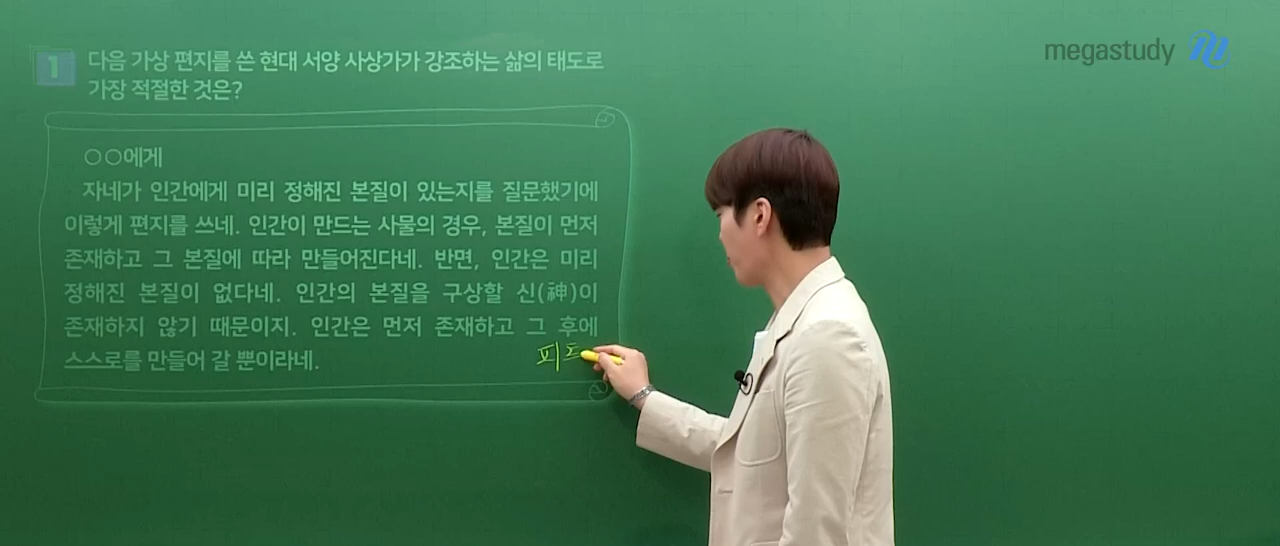 megastudy
1 다음 가상 편지를 쓴 현대 서양 사상가가 강조하는 삶의 태도로
가장 적절한 것은?
○○에게
자네가 인간에게 미리 정해진 본질이 있는지를 질문했기에
이렇게 편지를 쓰네. 인간이 만드는 사물의 경우, 본질이 먼저
존재하고 그 본질에 따라 만들어진다네. 반면, 인간은 미리
정해진 본질이 없다네. 인간의 본질을 구상할 신(神)이
존재하지 않기 때문이지. 인간은 먼저 존재하고 그 후에
스스로를 만들어 갈 뿐이라네.
피투